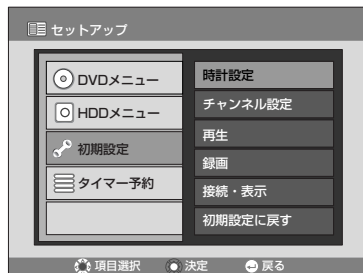 セットアップ
DVDメニュー
HDDメニュー
初期設定
タイマー予約
時計設定
チャンネル設定
再生
録画
接続・表示
初期設定に戻す
項目選択 決定 戻る